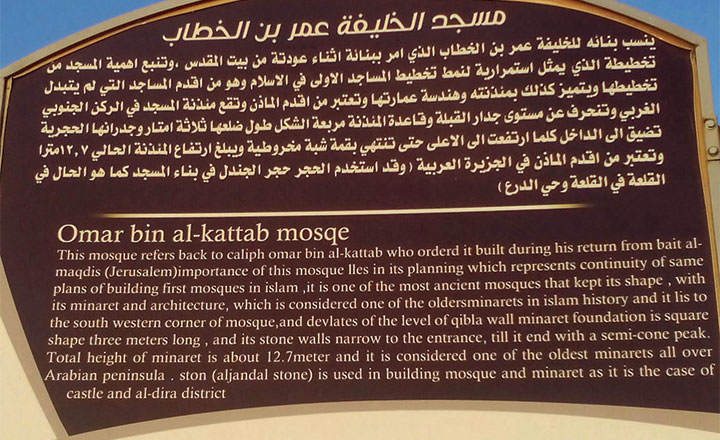 مسجد الخليفة عمر بن الخطاب
ينسب بنائه للخليفة عمر بن الخطاب الذي امر ببنائة اثناء عودتة من بيت المقدس ،وتنبع اهمية المسجد من
تخطيطة الذي يمثل استمرارية لنمط تخطيط المساجد الاولى في الاسلام وهو من اقدم المساجد التي لم يتبدل
تخطيطها ويتميز كذلك بمئذنته وهندسة عمارتها وتعتبر من اقدم الماذن وتقع مئذنة المسجد في الركن الجنوبي
الغربي وتنحرف عن مستوى جدار القبلة وقاعدة المئذنة مربعة الشكل طول ضلعها ثلاثة امتار وجدرانها الحجرية
تضيق الى الداخل كلما ارتفعت الى الاعلى حتى تنتهي بقمة شبة مخروطية ويبلغ ارتفاع المئذنة الحالي ١٢,٧مترا
وتعتبر من اقدم الماذن في الجزيرة العربية ( وقد استخدم الحجر حجر الجندل في بناء المسجد كما هو الحال في
القلعة في القلعة وحي الدرع )
Omar bin al-kattab mosqe
This mosque refers back to caliph omar bin al-kattab who orderd it built during his return from bait al-
maqdis (Jerusalem)importance of this mosque lles in its planning which represents continuity of same
plans of building first mosques in islam ,it is one of the most ancient mosques that kept its shape , with
its minaret and architecture, which is considered one of the oldersminarets in islam history and it lis to
the south western corner of mosque,and devlates of the level of qibla wall minaret foundation is square
shape three meters long , and its stone walls narrow to the entrance, till it end with a semi-cone peak.
Total height of minaret is about 12.7meter and it is considered one of the oldest minarets all over
Arabian peninsula . ston (aljandal stone) is used in building mosque and minaret as it is the case of
castle and al-dira district